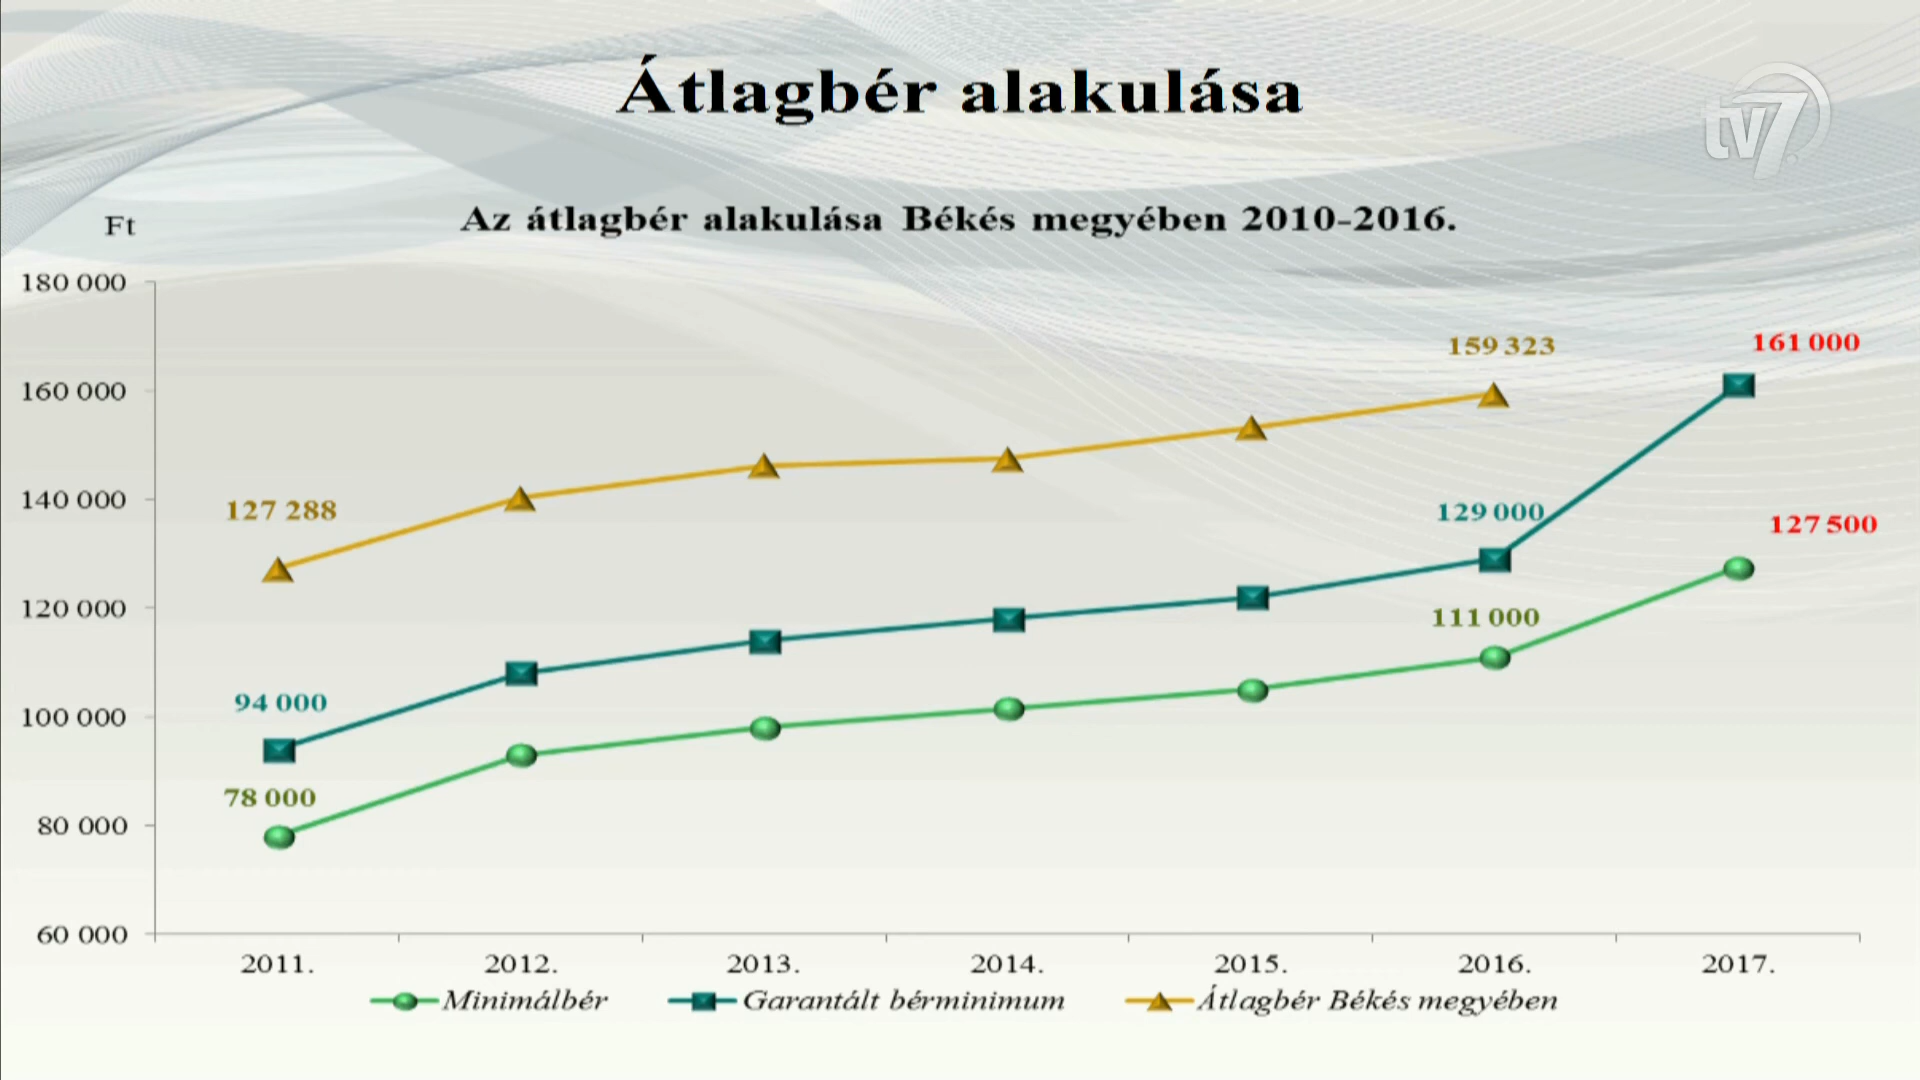 Átlagbér alakulása
tv7
Ft
Az átlagbér alakulása Békés megyében 2010-2016.
180 000
160 000
140 000
120 000
100 000
80 000
60 000
159 323
161 000
127 288
129 000
127 500
111 000
94 000
78 000
2011. 2012. 2013. 2014. 2015. 2016. 2017.
Minimálbér Garantált bérminimum Átlagbér Békés megyében